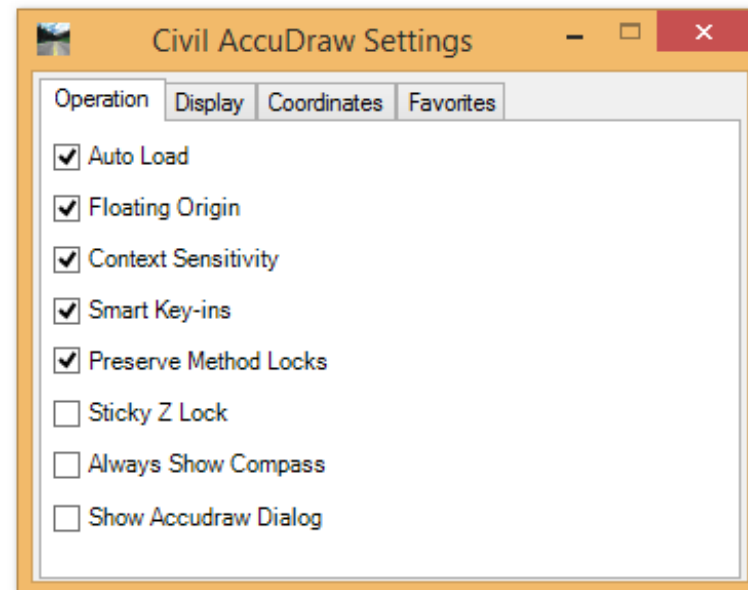 Civil AccuDraw Settings
Operation Display Coordinates Favorites
Auto Load
Floating Origin
Context Sensitivity
Smart Key-ins
Preserve Method Locks
Sticky Z Lock
Always Show Compass
Show Accudraw Dialog